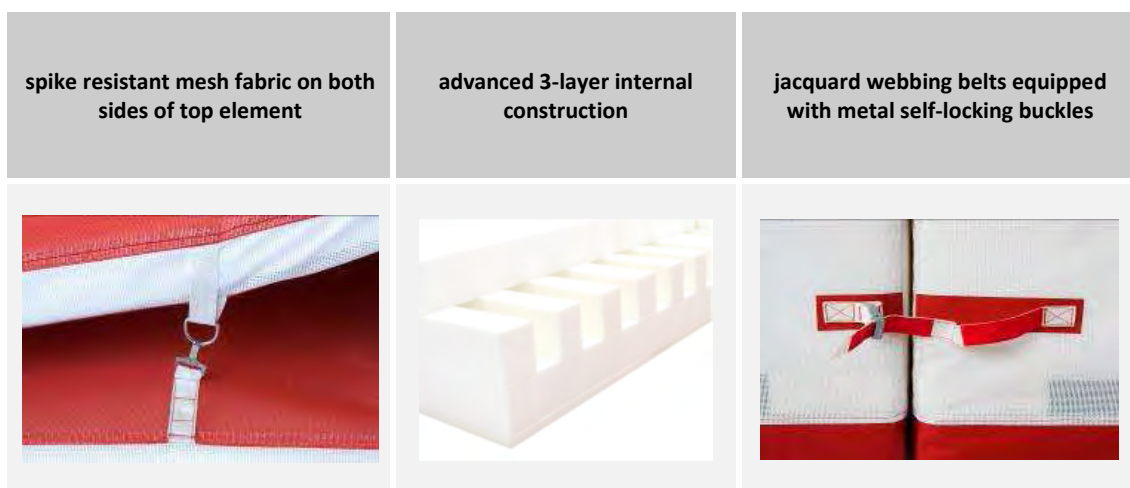 spike resistant mesh fabric on both
sides of top element
advanced 3-layer internal
construction
jacquard webbing belts equipped
with metal self-locking buckles